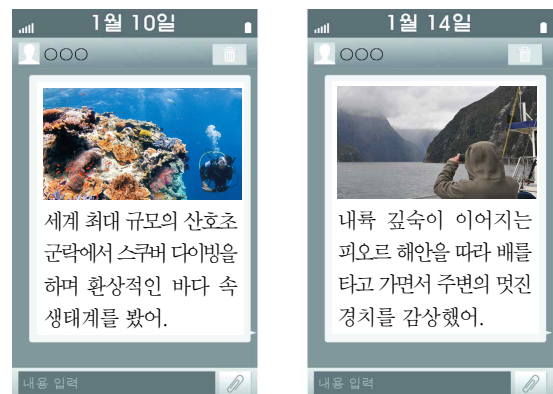 1월 10일
○○○
세계 최대 규모의 산호초
군락에서 스쿠버 다이빙을
하며 환상적인 바다 속
생태계를 봤어.
내용 입력
1월 14일
○○○
내륙 깊숙이 이어지는
피오르 해안을 따라 배를
타고 가면서 주변의 멋진
경치를 감상했어.
내용 입력